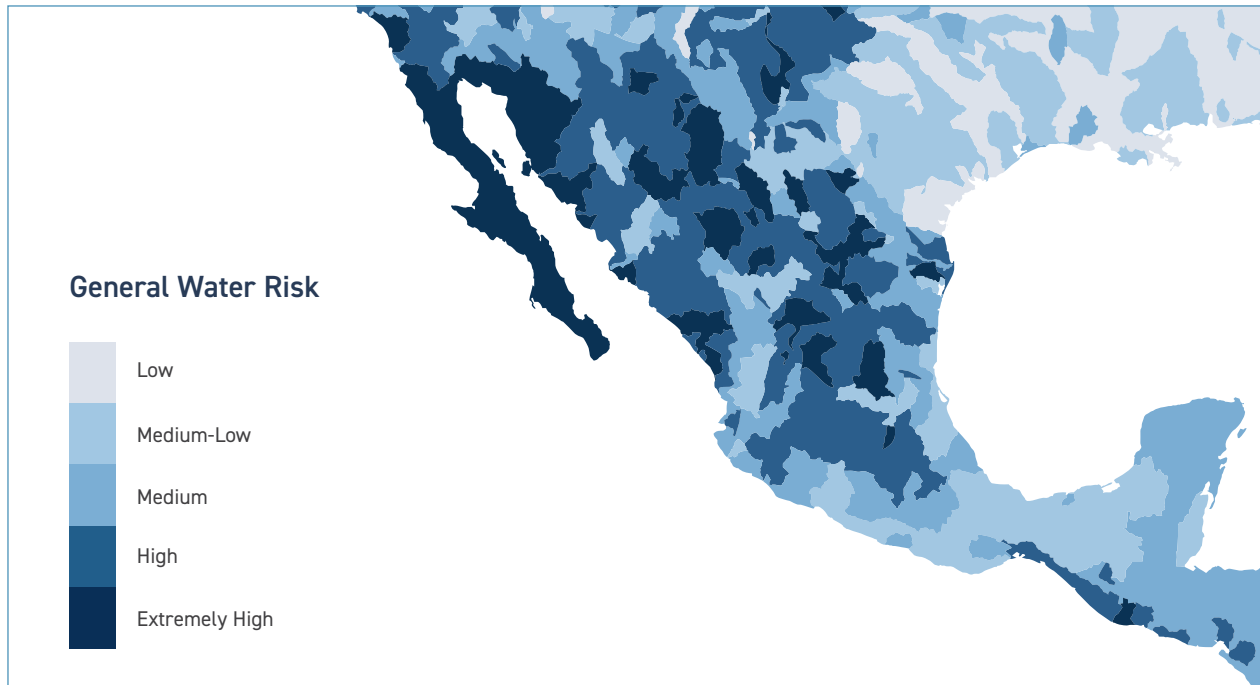 General Water Risk
Low
Medium-Low
Medium
High
Extremely High